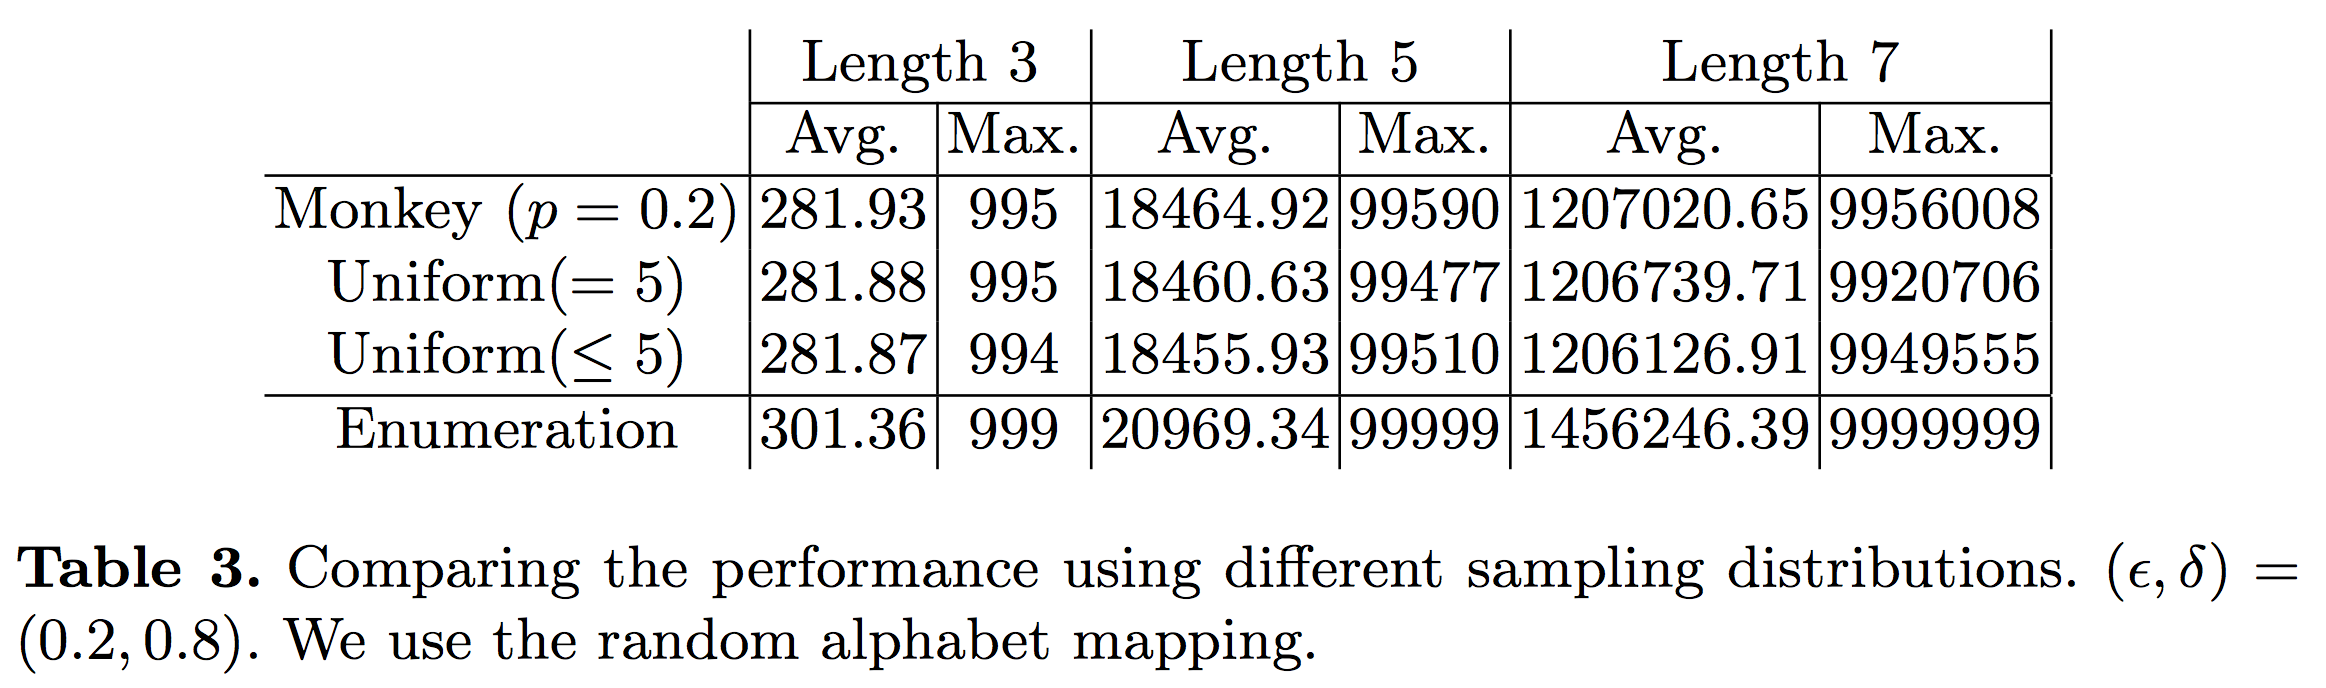 Length 3 Length 5 Length 7
Avg. Max. Avg. Max. Avg. Max.
Monkey (p = 0.2) 281.93 995 18464.92 99590 1207020.65 9956008
Uniform(= 5) 281.88 995 18460.63 99477 1206739.71 9920706
Uniform(≤ 5) 281.87 994 18455.93 99510 1206126.91 9949555
Enumeration 301.36 999 20969.34 99999 1456246.39 9999999
Table 3. Comparing the performance using different sampling distributions. (ϵ, δ) =
(0.2, 0.8). We use the random alphabet mapping.